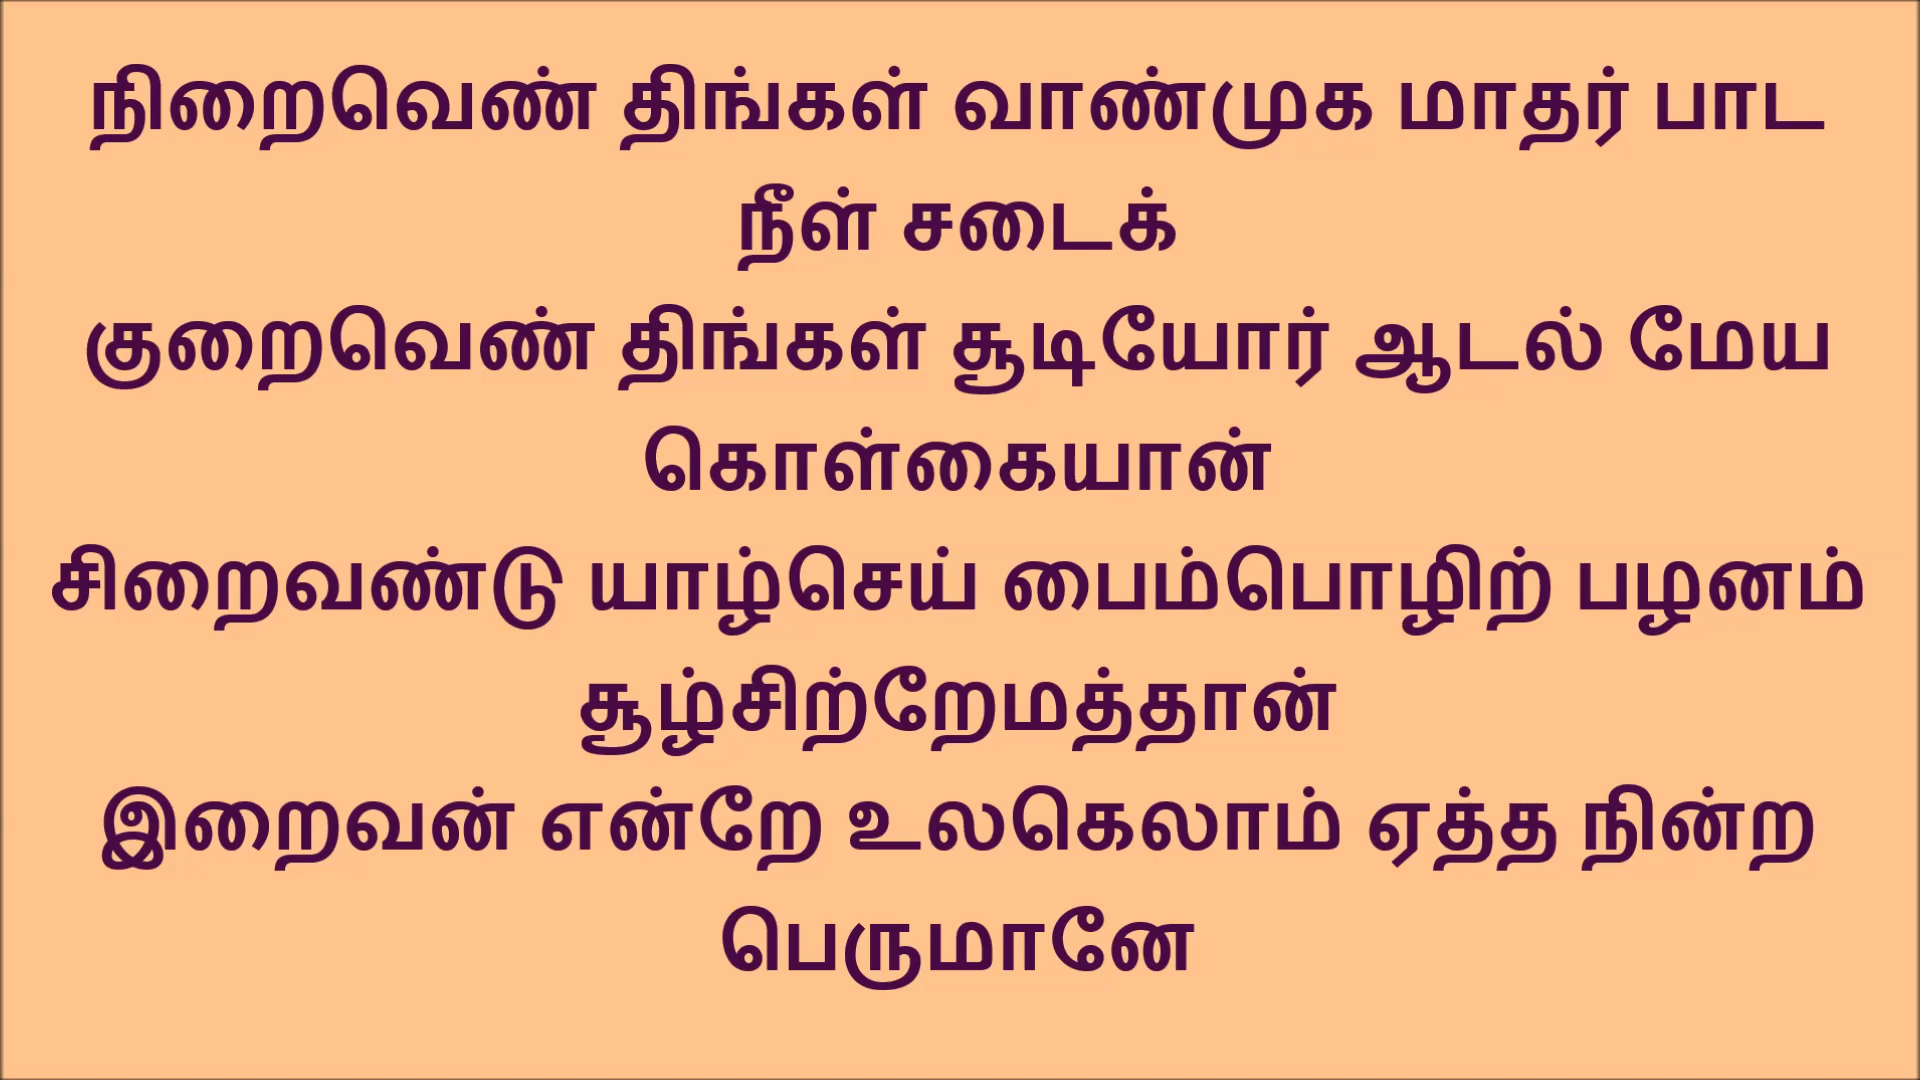 நிறைவெண் திங்கள் வாண்முக மாதர் பாட
நீள் சடைக்
குறைவெண் திங்கள் சூடியோர் ஆடல் மேய
கொள்கையான்
சிறைவண்டு யாழ்செய் பைம்பொழிற் பழனம்
சூழ்சிற்றேமத்தான்
இறைவன் என்றே உலகெலாம் ஏத்த நின்ற
பெருமானே